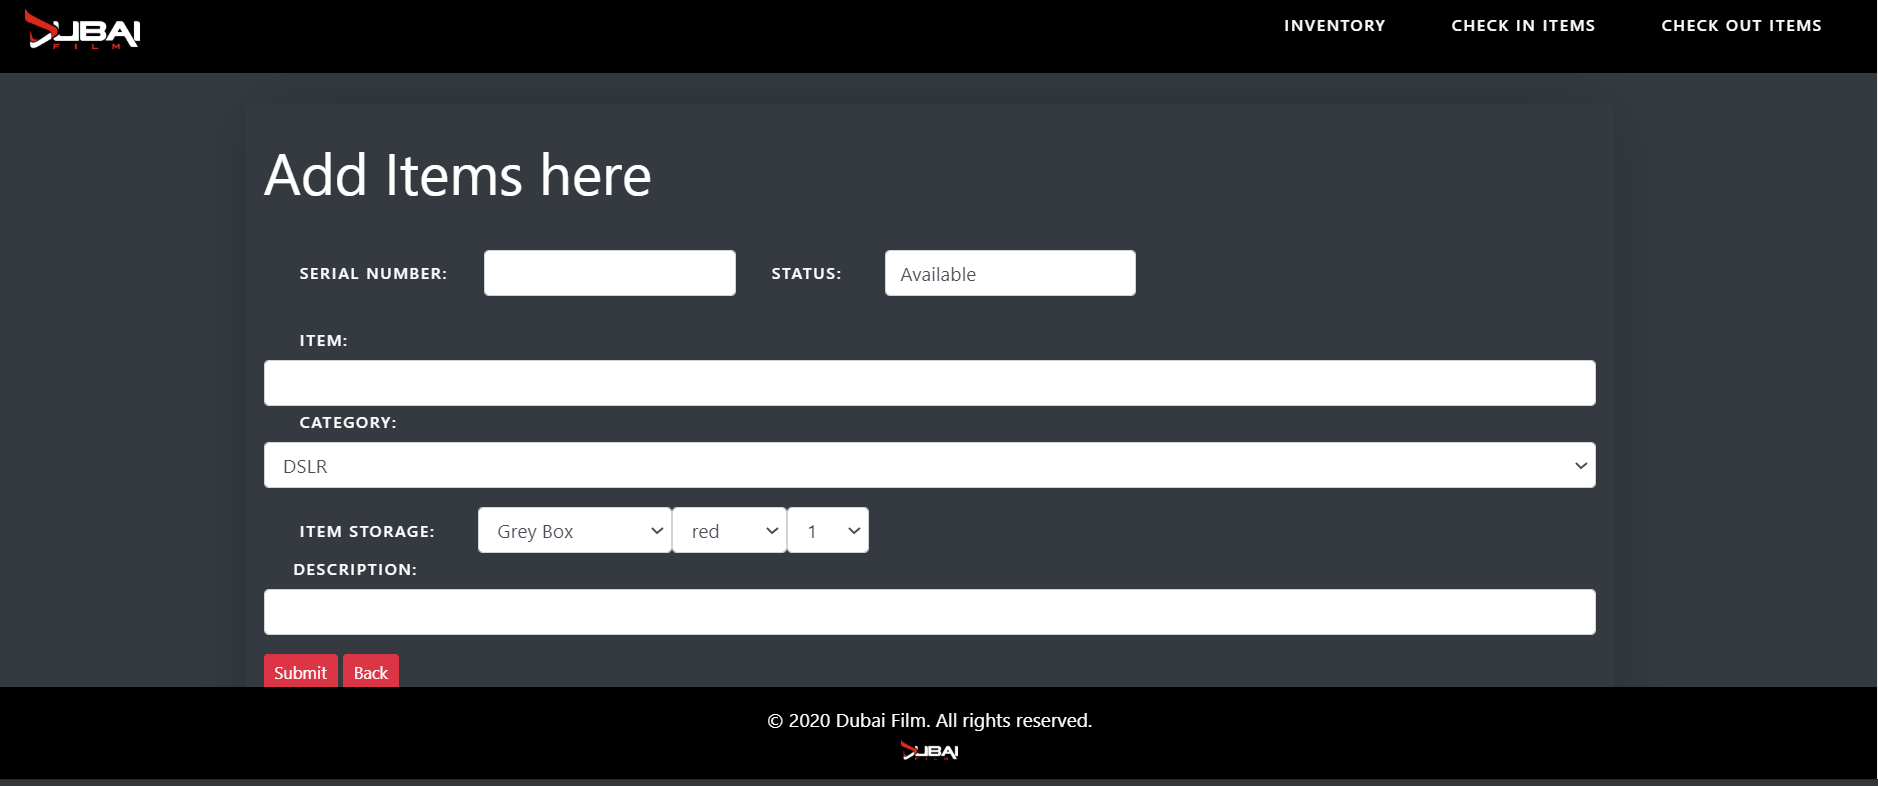 DUBAI
FILM
INVENTORY CHECK IN ITEMS CHECK OUT ITEMS
Add Items here
SERIAL NUMBER: STATUS: Available
ITEM:
CATEGORY:
DSLR
ITEM STORAGE: Grey Box red 1
DESCRIPTION:
Submit Back
© 2020 Dubai Film. All rights reserved.
DUBAI
FILM